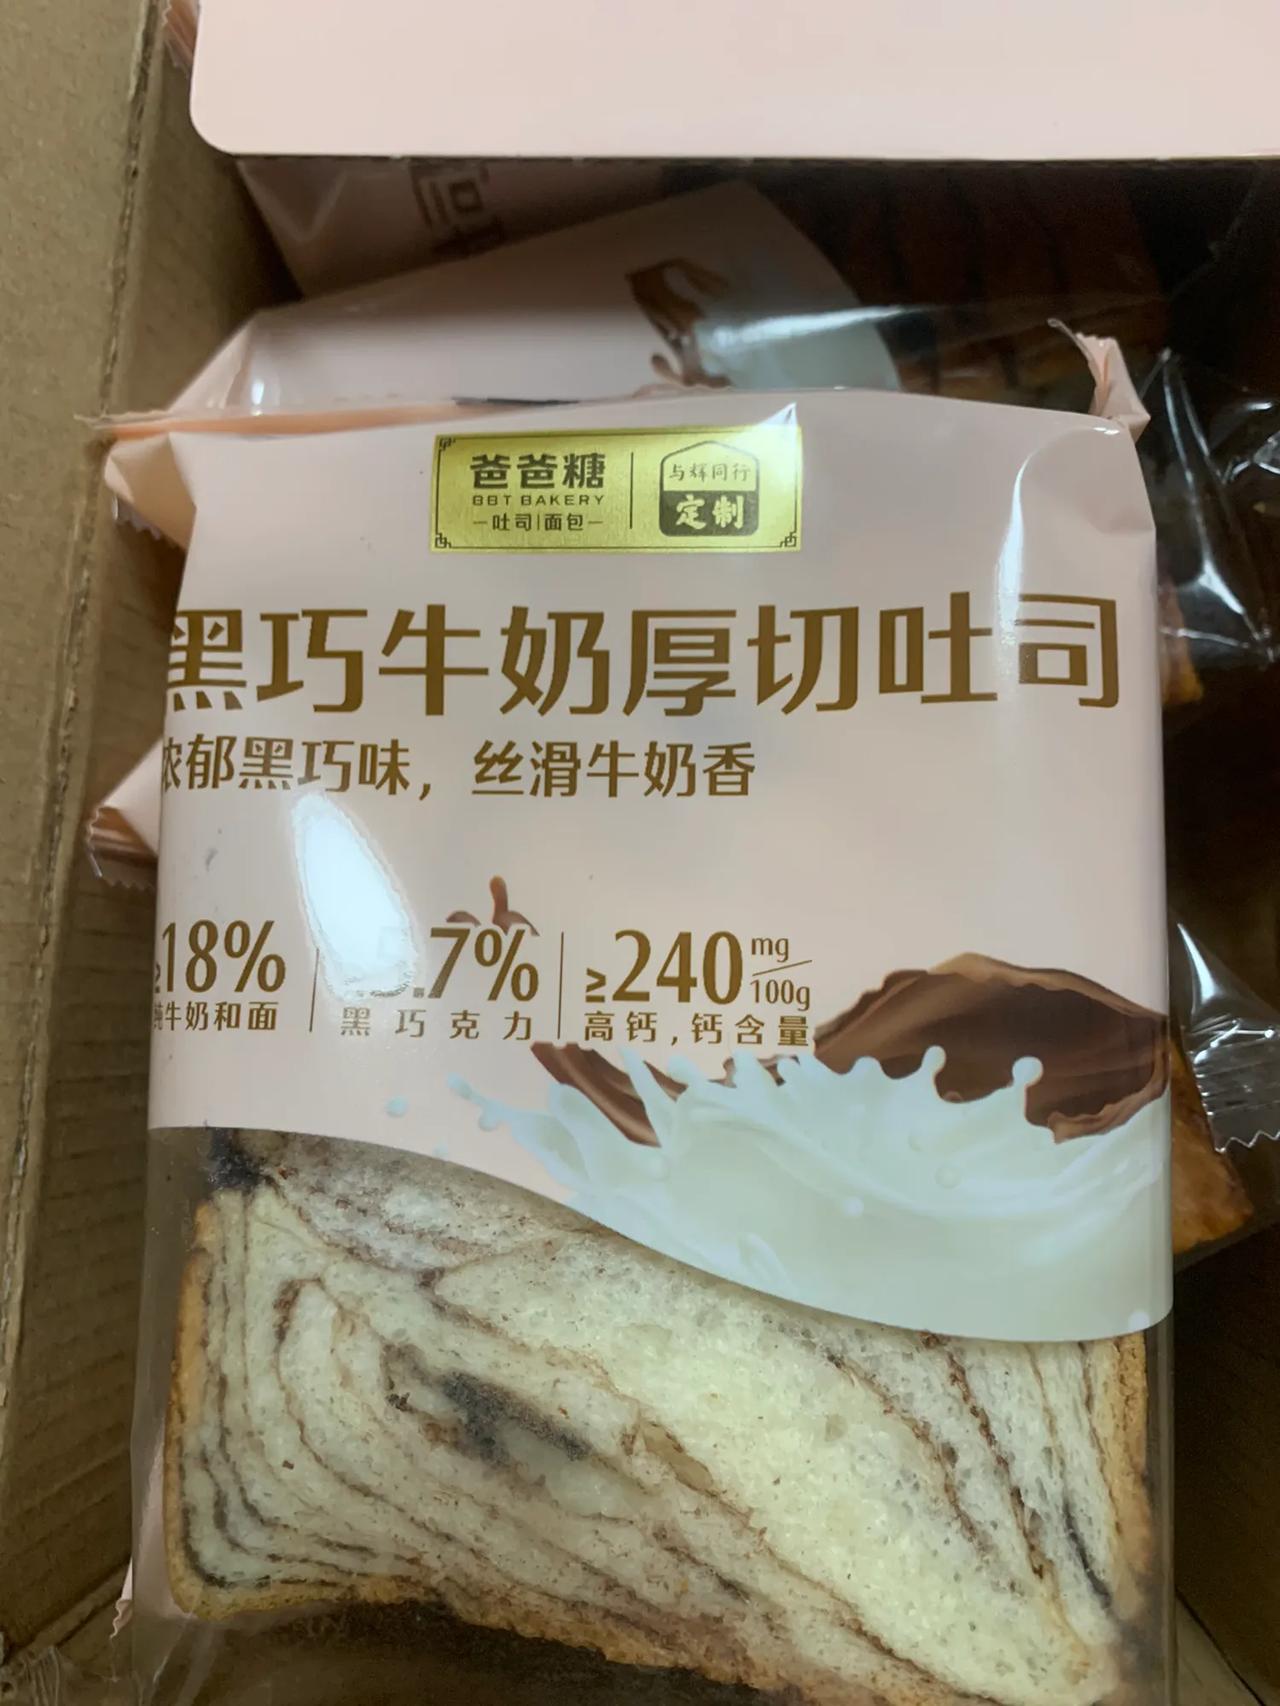 爸爸糖
BBT BAKERY
吐司|面包
与辉同行
定制
黑巧牛奶厚切吐司
浓郁黑巧味，丝滑牛奶香
≥18%
纯牛奶和面
.7%
黑巧克力
≥240mg/100g
高钙,钙含量